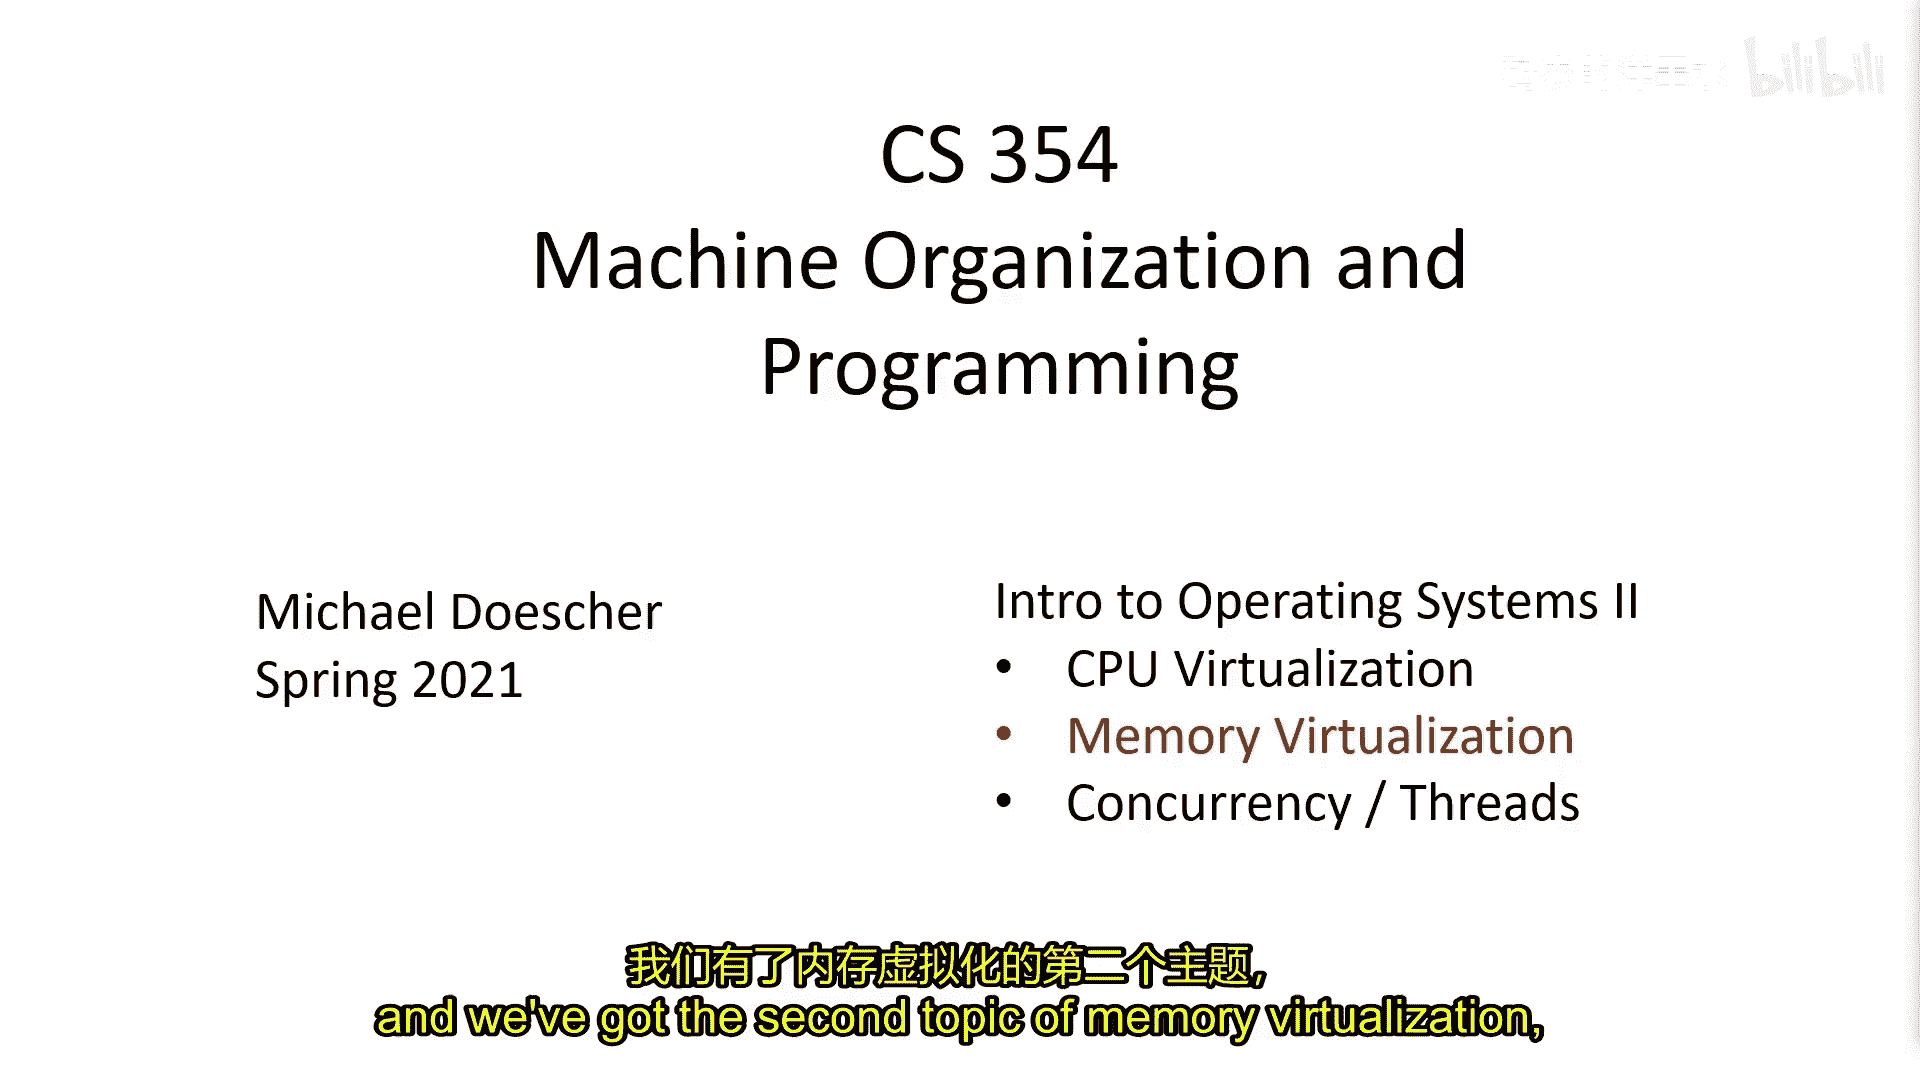 bilibili
CS 354
Machine Organization and
Programming
Michael Doescher
Spring 2021
Intro to Operating Systems II
• CPU Virtualization
• Memory Virtualization
• Concurrency / Threads
我们有了内存虚拟化的第二个主题，
and we've got the second topic of memory virtualization,